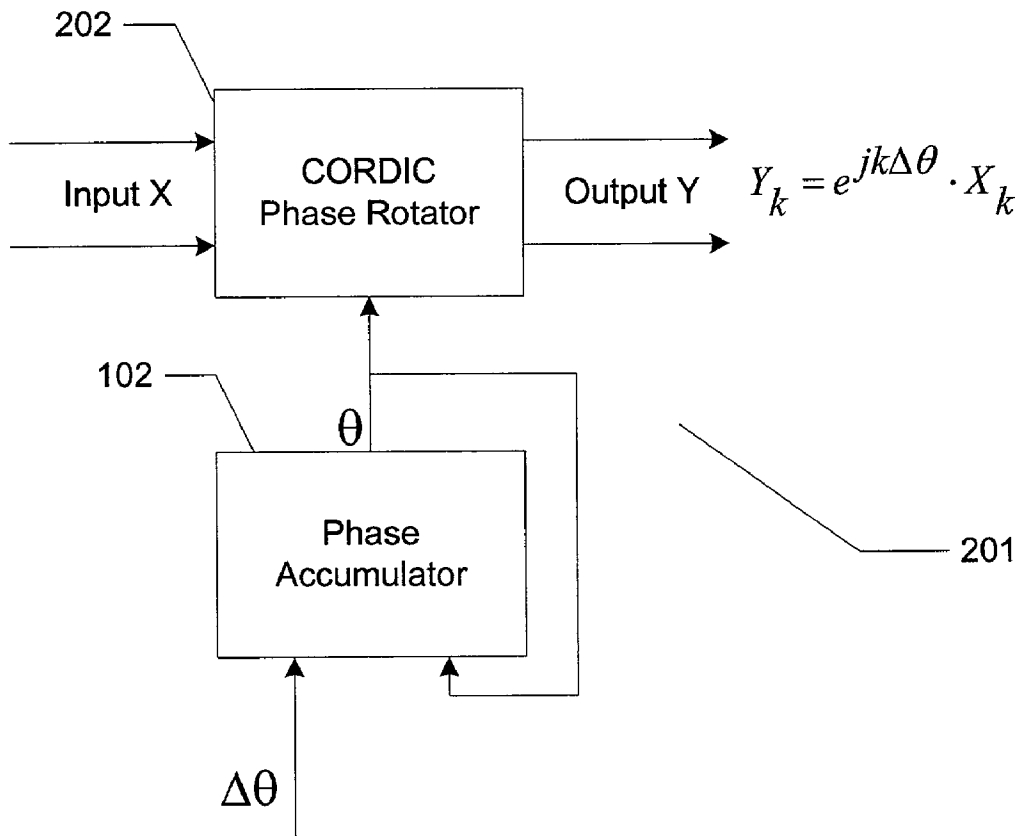 202
CORDIC
Phase Rotator
Input X
Output Y
Y_k = e^{jkΔθ} · X_k
102
θ
Phase
Accumulator
201
Δθ